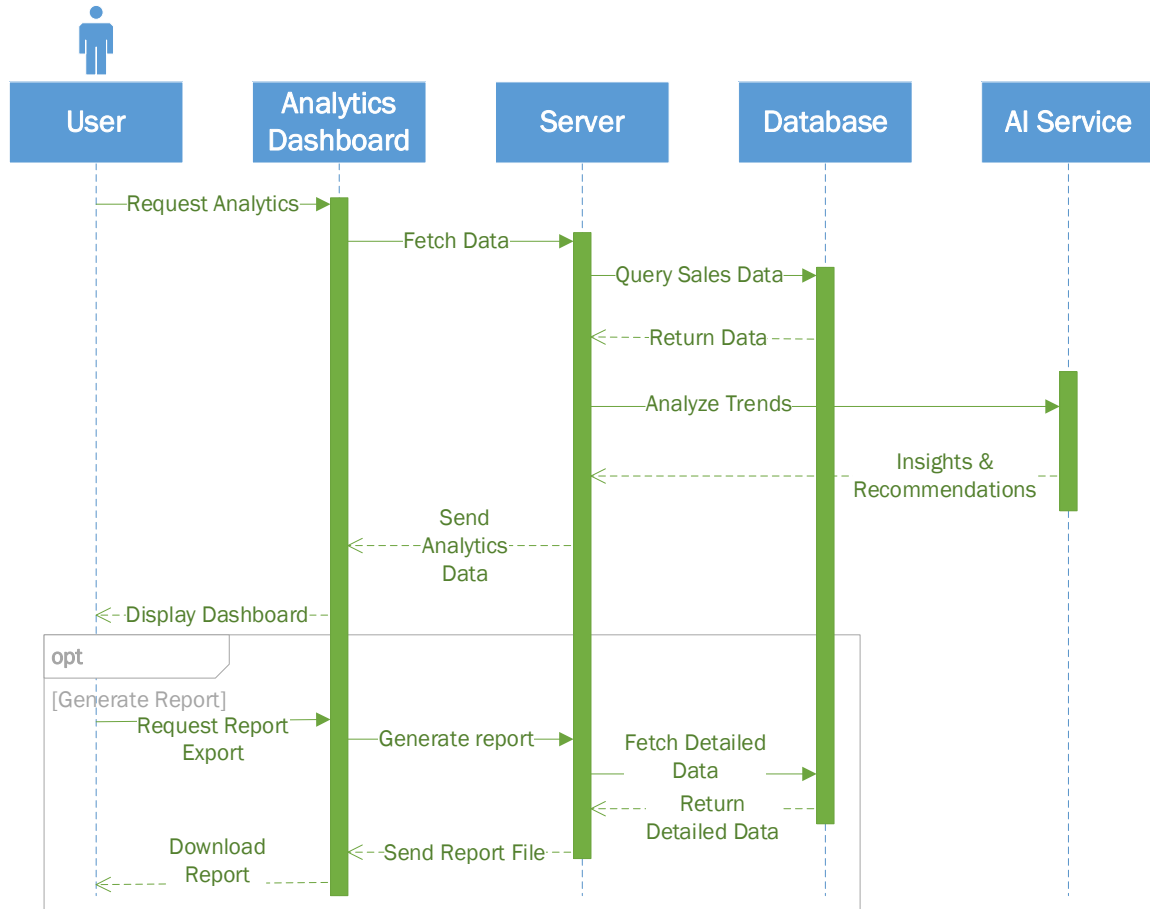 User
Analytics
Dashboard
Server
Database
AI Service
Request Analytics
Fetch Data
Query Sales Data
Return Data
Analyze Trends
Insights &
Recommendations
Send
Analytics
Data
Display Dashboard
opt
[Generate Report]
Request Report
Export
Generate report
Fetch Detailed
Data
Return
Detailed Data
Send Report File
Download
Report